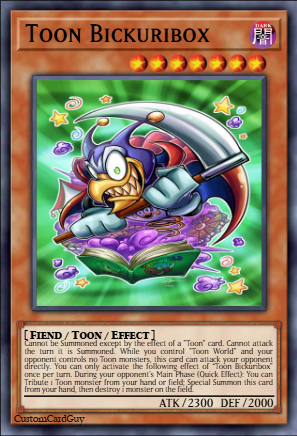 Toon Bickuribox
DARK
闇
[FIEND / TOON / EFFECT]
Cannot be Summoned except by the effect of a "Toon" card. Cannot attack
the turn it is Summoned. While you control "Toon World" and your
opponent controls no Toon monsters, this card can attack your opponent
directly. You can only activate the following effect of "Toon Bickuribox"
once per turn. During your opponent's Main Phase (Quick Effect): You can
Tribute 1 Toon monster from your hand or field; Special Summon this card
from your hand, then destroy 1 monster on the field.
ATK/2300 DEF/2000
CustomCardGuy